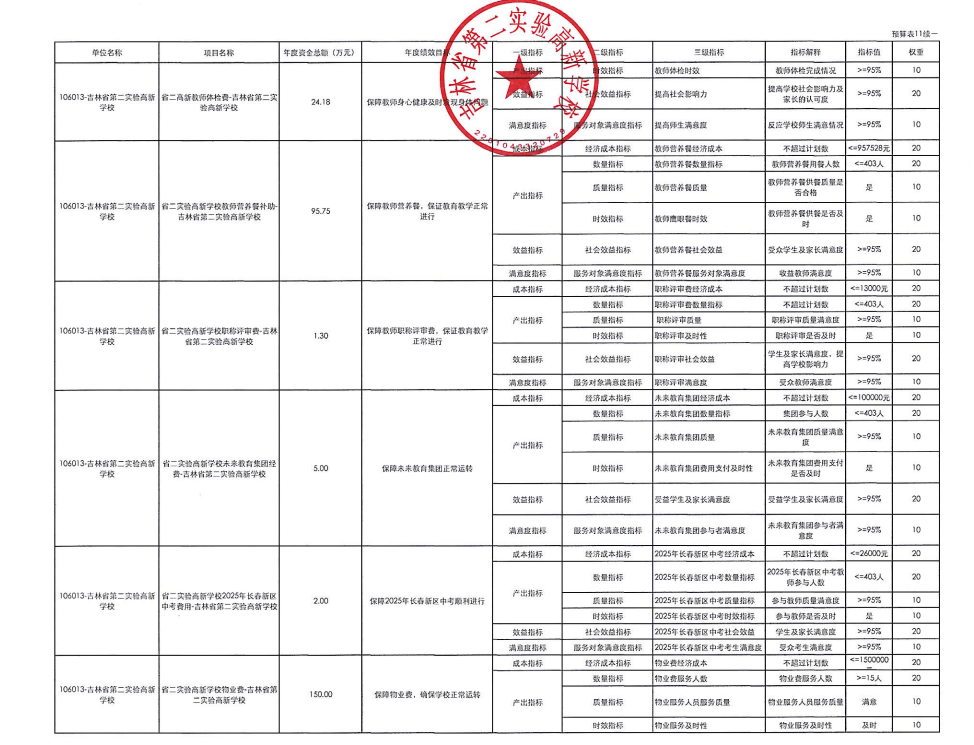 预算表11续一
单位名称 项目名称 年度资金总额（万元） 年度绩效目标 一级指标 二级指标 三级指标 指标解释 指标值 权重
106013-吉林省第二实验高新学校 省二高新教师体检费-吉林省第二实验高新学校 24.18 保障教师身心健康及时发现身体问题 产出指标 时效指标 教师体检时效 教师体检完成情况 >=95% 10
效益指标 社会效益指标 提高社会影响力 提高学校社会影响力及家长的认可度 >=95% 20
满意度指标 服务对象满意度指标 提高师生满意度 反应学校师生满意情况 >=95% 10
106013-吉林省第二实验高新学校 省二实验高新学校教师营养餐补助-吉林省第二实验高新学校 95.75 保障教师营养餐，保证教育教学正常进行 成本指标 经济成本指标 教师营养餐经济成本 不超过计划数 <=957528元 20
产出指标 数量指标 教师营养餐数量指标 教师营养餐用餐人数 <=403人 20
质量指标 教师营养餐质量 教师营养餐供餐质量是否合格 是 10
时效指标 教师鹰眼餐时效 教师营养餐供餐是否及时 是 10
效益指标 社会效益指标 教师营养餐社会效益 受众学生及家长满意度 >=95% 20
满意度指标 服务对象满意度指标 教师营养餐服务对象满意度 收益教师满意度 >=95% 10
106013-吉林省第二实验高新学校 省二实验高新学校职称评审费-吉林省第二实验高新学校 1.30 保障教师职称评审费，保证教育教学正常进行 成本指标 经济成本指标 职称评审费经济成本 不超过计划数 <=13000元 20
产出指标 数量指标 职称评审费数量指标 不超过计划数 <=403人 20
质量指标 职称评审质量 职称评审质量满意度 >=95% 10
时效指标 职称评审及时性 职称评审是否及时 是 10
效益指标 社会效益指标 职称评审社会效益 学生及家长满意度、提高学校影响力 >=95% 20
满意度指标 服务对象满意度指标 职称评审满意度 受众教师满意度 >=95% 10
106013-吉林省第二实验高新学校 省二实验高新学校未来教育集团经费-吉林省第二实验高新学校 5.00 保障未来教育集团正常运转 成本指标 经济成本指标 未来教育集团经济成本 不超过计划数 <=100000元 20
产出指标 数量指标 未来教育集团数量指标 集团参与人数 <=403人 20
质量指标 未来教育集团质量 未来教育集团质量满意度 >=95% 10
时效指标 未来教育集团费用支付及时性 未来教育集团费用支付是否及时 是 10
效益指标 社会效益指标 受益学生及家长满意度 受益学生及家长满意度 >=95% 20
满意度指标 服务对象满意度指标 未来教育集团参与者满意度 未来教育集团参与者满意度 >=95% 10
106013-吉林省第二实验高新学校 省二实验高新学校2025年长春新区中考费用-吉林省第二实验高新学校 2.00 保障2025年长春新区中考顺利进行 成本指标 经济成本指标 2025年长春新区中考经济成本 不超过计划数 <=26000元 20
产出指标 数量指标 2025年长春新区中考数量指标 2025年长春新区中考教师参与人数 <=403人 20
质量指标 2025年长春新区中考质量指标 参与教师质量满意度 >=95% 10
时效指标 2025年长春新区中考时效指标 参与教师是否及时 是 10
效益指标 社会效益指标 2025年长春新区中考社会效益 学生及家长满意度 >=95% 20
满意度指标 服务对象满意度指标 2025年长春新区中考考生满意度 受众考生满意度 >=95% 10
106013-吉林省第二实验高新学校 省二实验高新学校物业费-吉林省第二实验高新学校 150.00 保障物业费，确保学校正常运转 成本指标 经济成本指标 物业费经济成本 不超过计划数 <=1500000 20
产出指标 数量指标 物业费服务人数 物业费服务人数 >=15人 20
质量指标 物业服务人员服务质量 物业服务人员服务质量 满意 10
时效指标 物业服务及时性 物业服务及时性 及时 10
吉林省第二实验高新学校